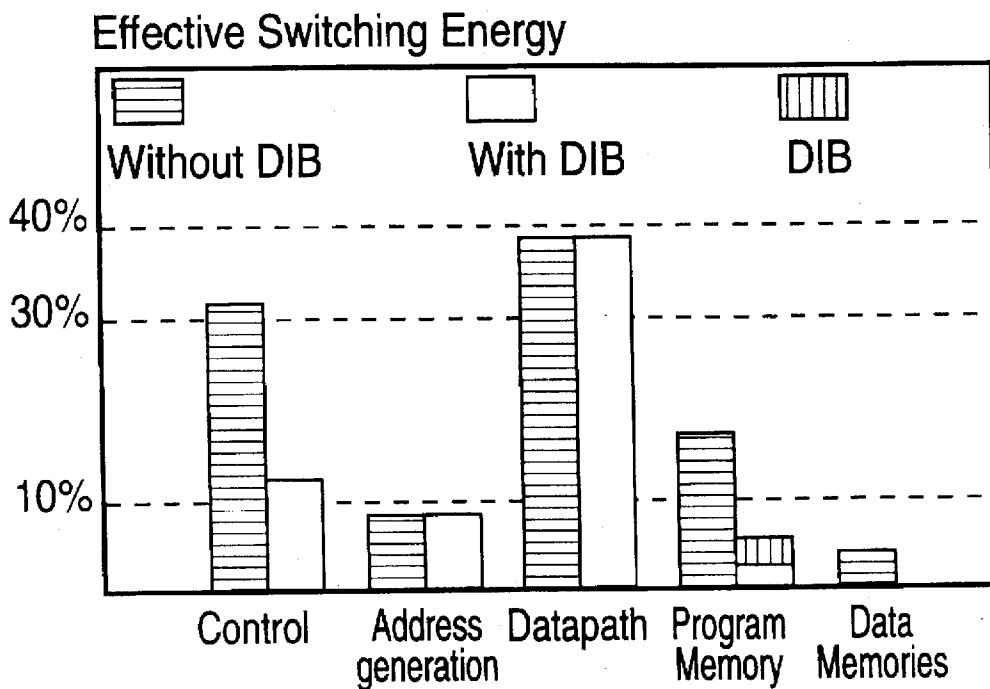 Effective Switching Energy
Without DIB
With DIB
DIB
40%
30%
10%
Control
Address
generation
Datapath
Program
Memory
Data
Memories